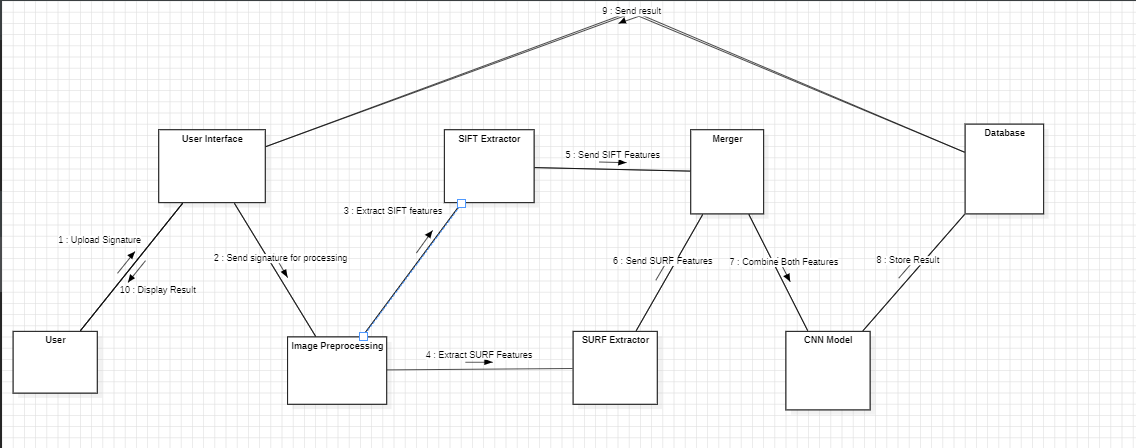 9 : Send result
User Interface
SIFT Extractor
Merger
Database
5 : Send SIFT Features
3 : Extract SIFT features
1 : Upload Signature
2 : Send signature for processing
6 : Send SURF Features
7 : Combine Both Features
8 : Store Result
10 : Display Result
User
Image Preprocessing
SURF Extractor
CNN Model
4 : Extract SURF Features